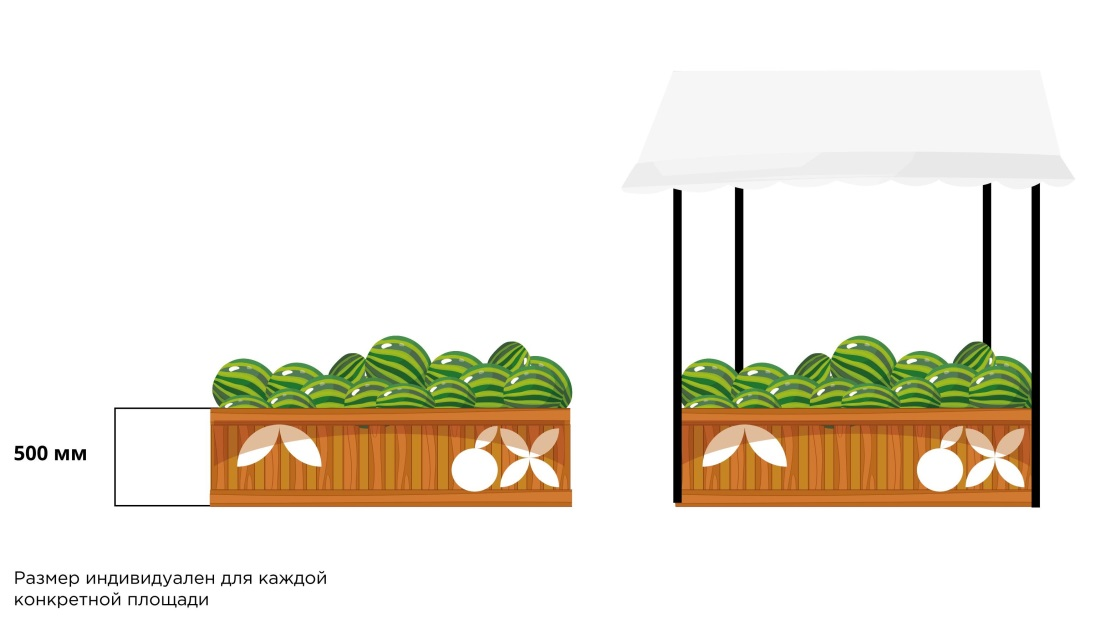 500 мм
Размер индивидуален для каждой
конкретной площади